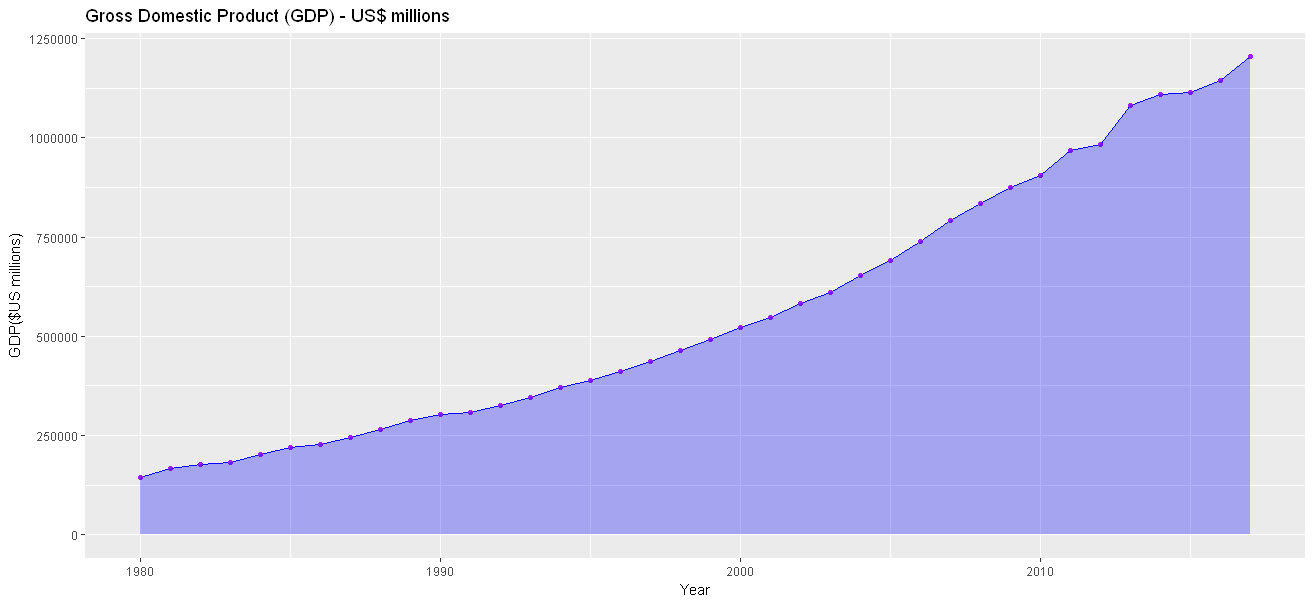 Gross Domestic Product (GDP) - US$ millions
1250000
1000000
750000
500000
250000
0
GDP($US millions)
1980 1990 2000 2010
Year